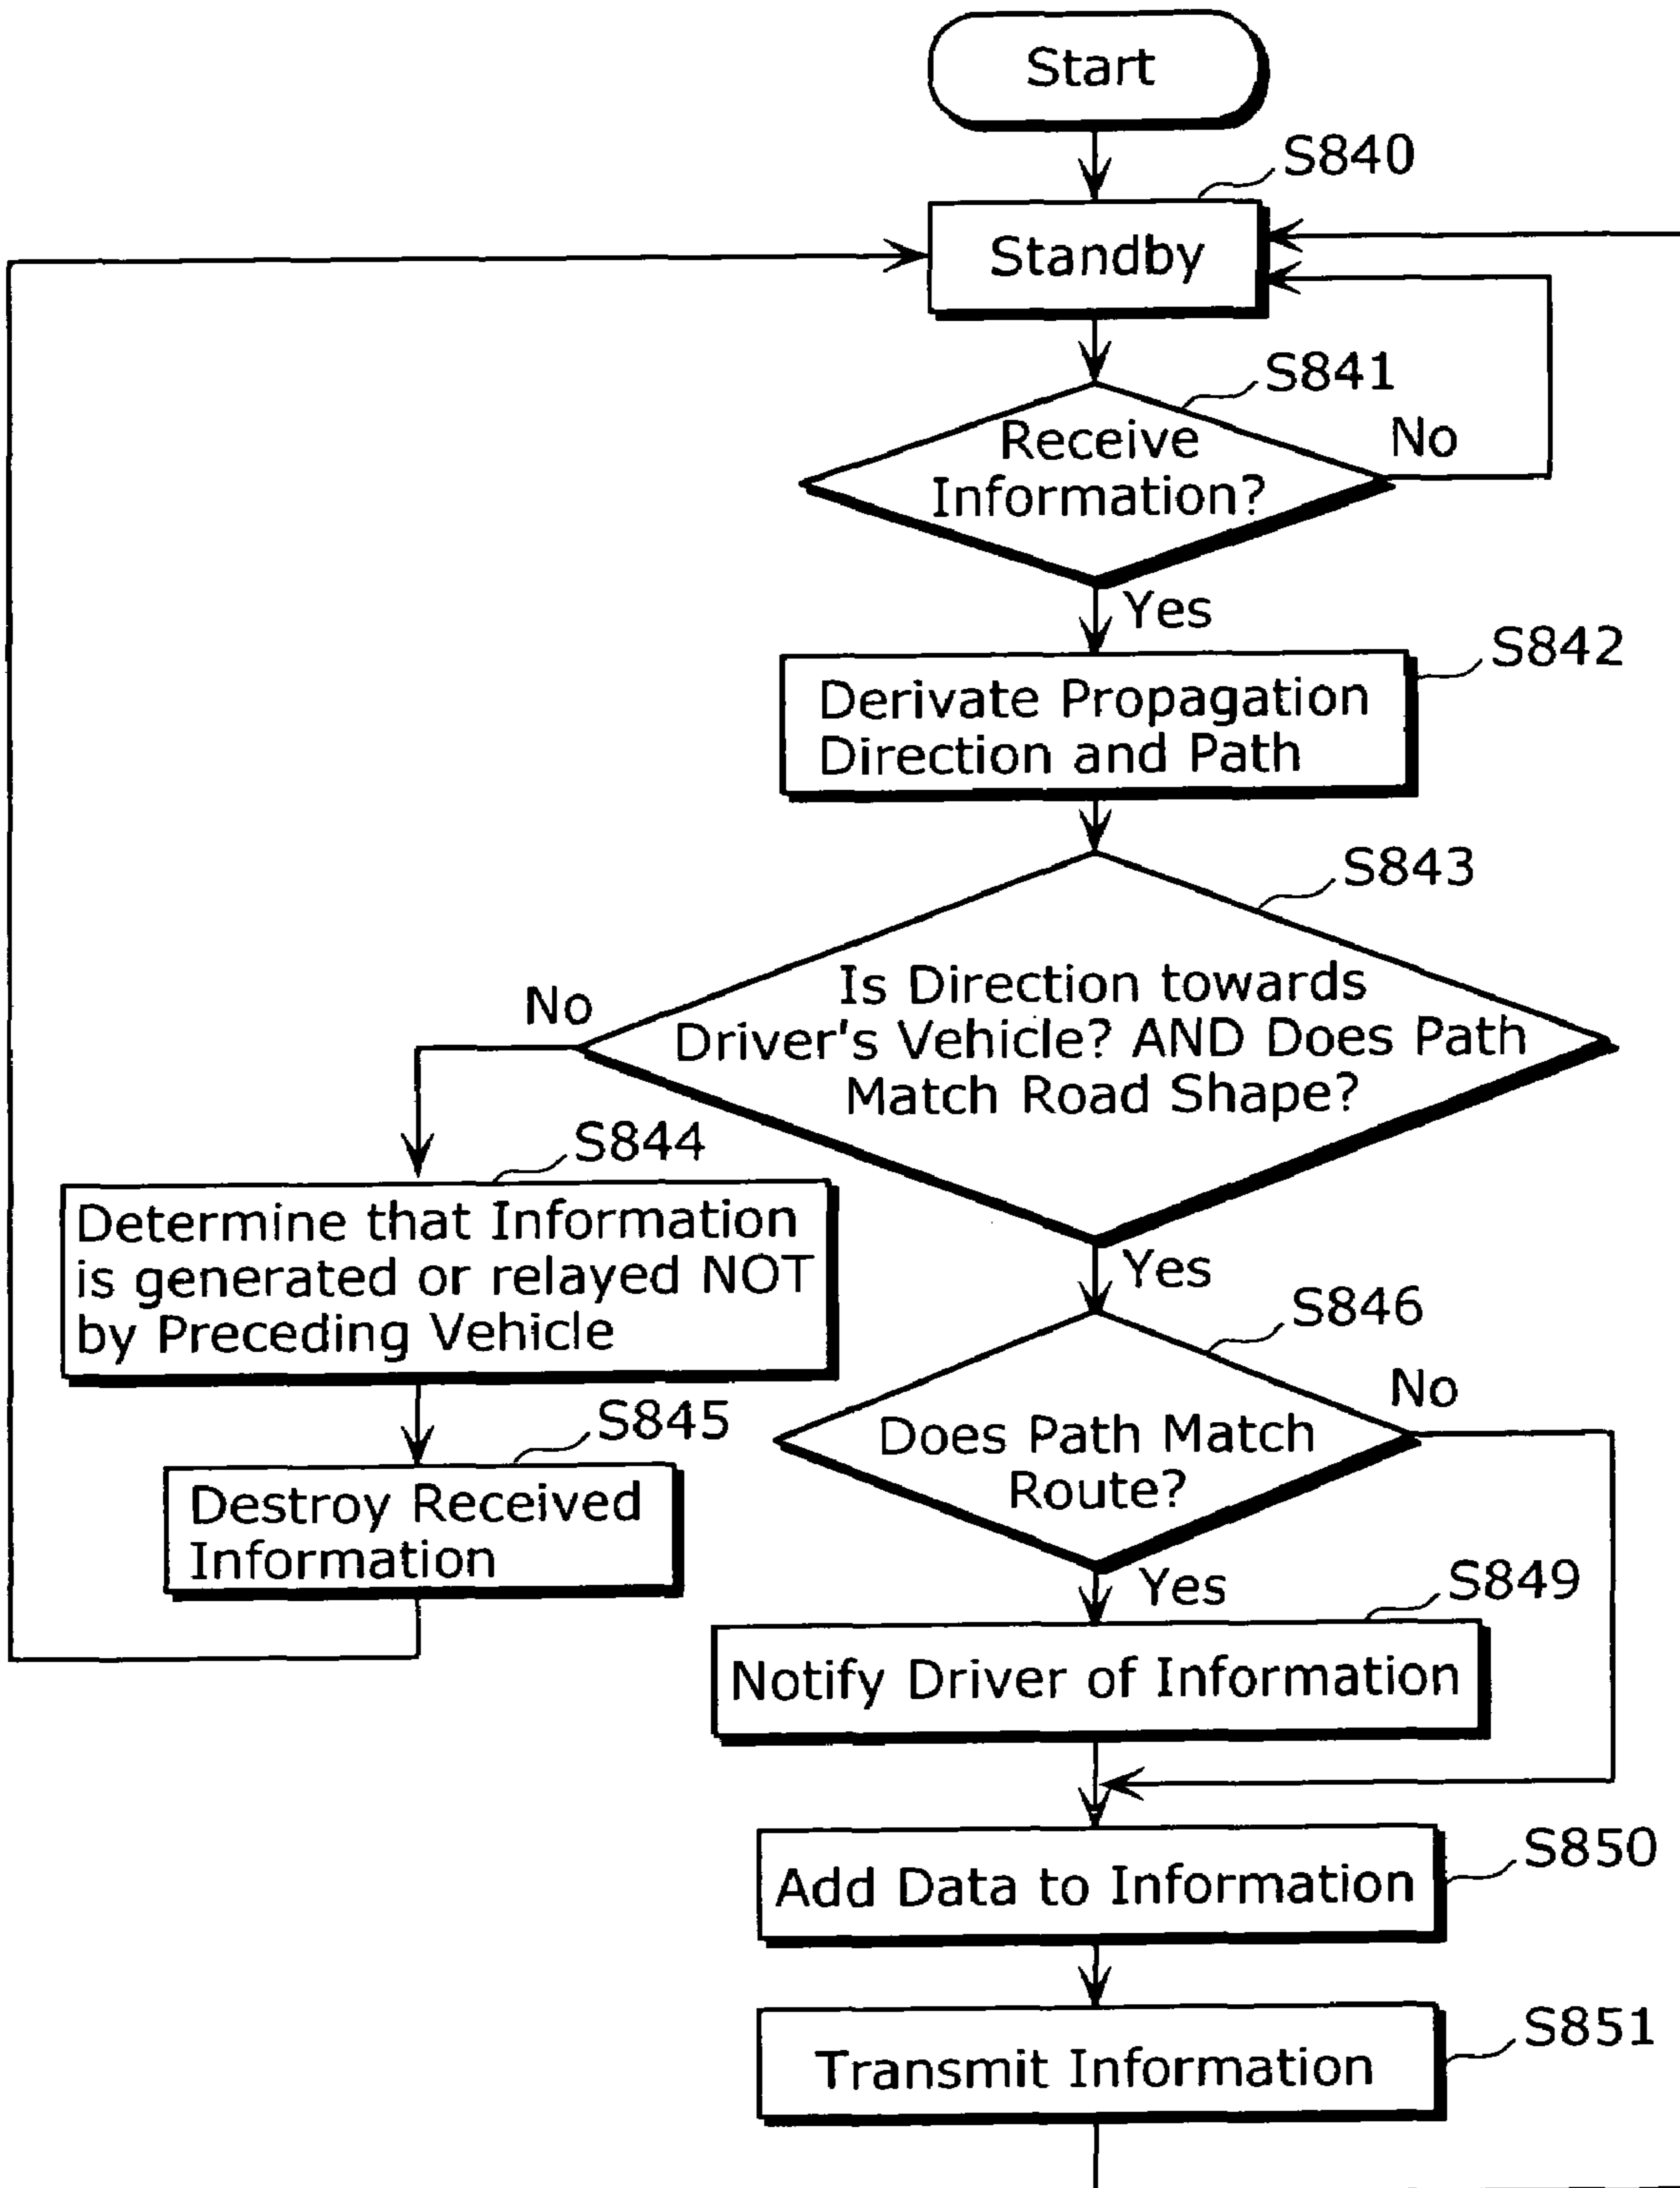 Start
S840
Standby
S841
Receive
Information?
No
Yes
S842
Derivate Propagation
Direction and Path
S843
Is Direction towards
Driver's Vehicle? AND Does Path
Match Road Shape?
No
S844
Determine that Information
is generated or relayed NOT
by Preceding Vehicle
S845
Destroy Received
Information
Yes
S846
Does Path Match
Route?
No
Yes
S849
Notify Driver of Information
S850
Add Data to Information
S851
Transmit Information